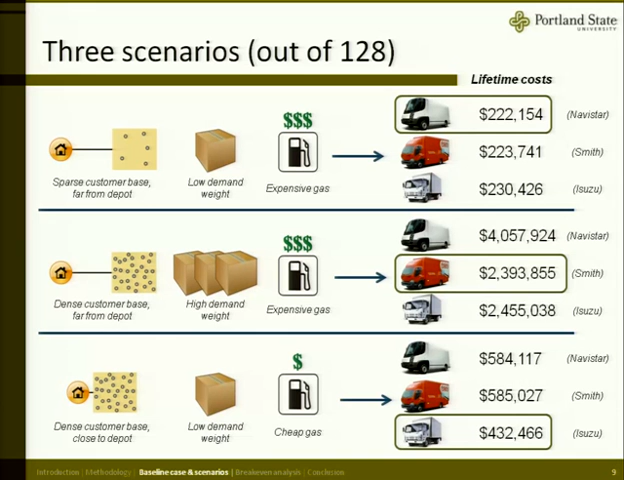 Portland State
UNIVERSITY
Three scenarios (out of 128)
Lifetime costs
$$$
$222,154 (Navistar)
$223,741 (Smith)
$230,426 (Isuzu)
Sparse customer base,
far from depot
Low demand
weight
Expensive gas
$$$
$4,057,924 (Navistar)
$2,393,855 (Smith)
$2,455,038 (Isuzu)
Dense customer base,
far from depot
High demand
weight
Expensive gas
$
$584,117 (Navistar)
$585,027 (Smith)
$432,466 (Isuzu)
Dense customer base,
close to depot
Low demand
weight
Cheap gas
Introduction | Methodology | Baseline case & scenarios | Breakeven analysis | Conclusion
9